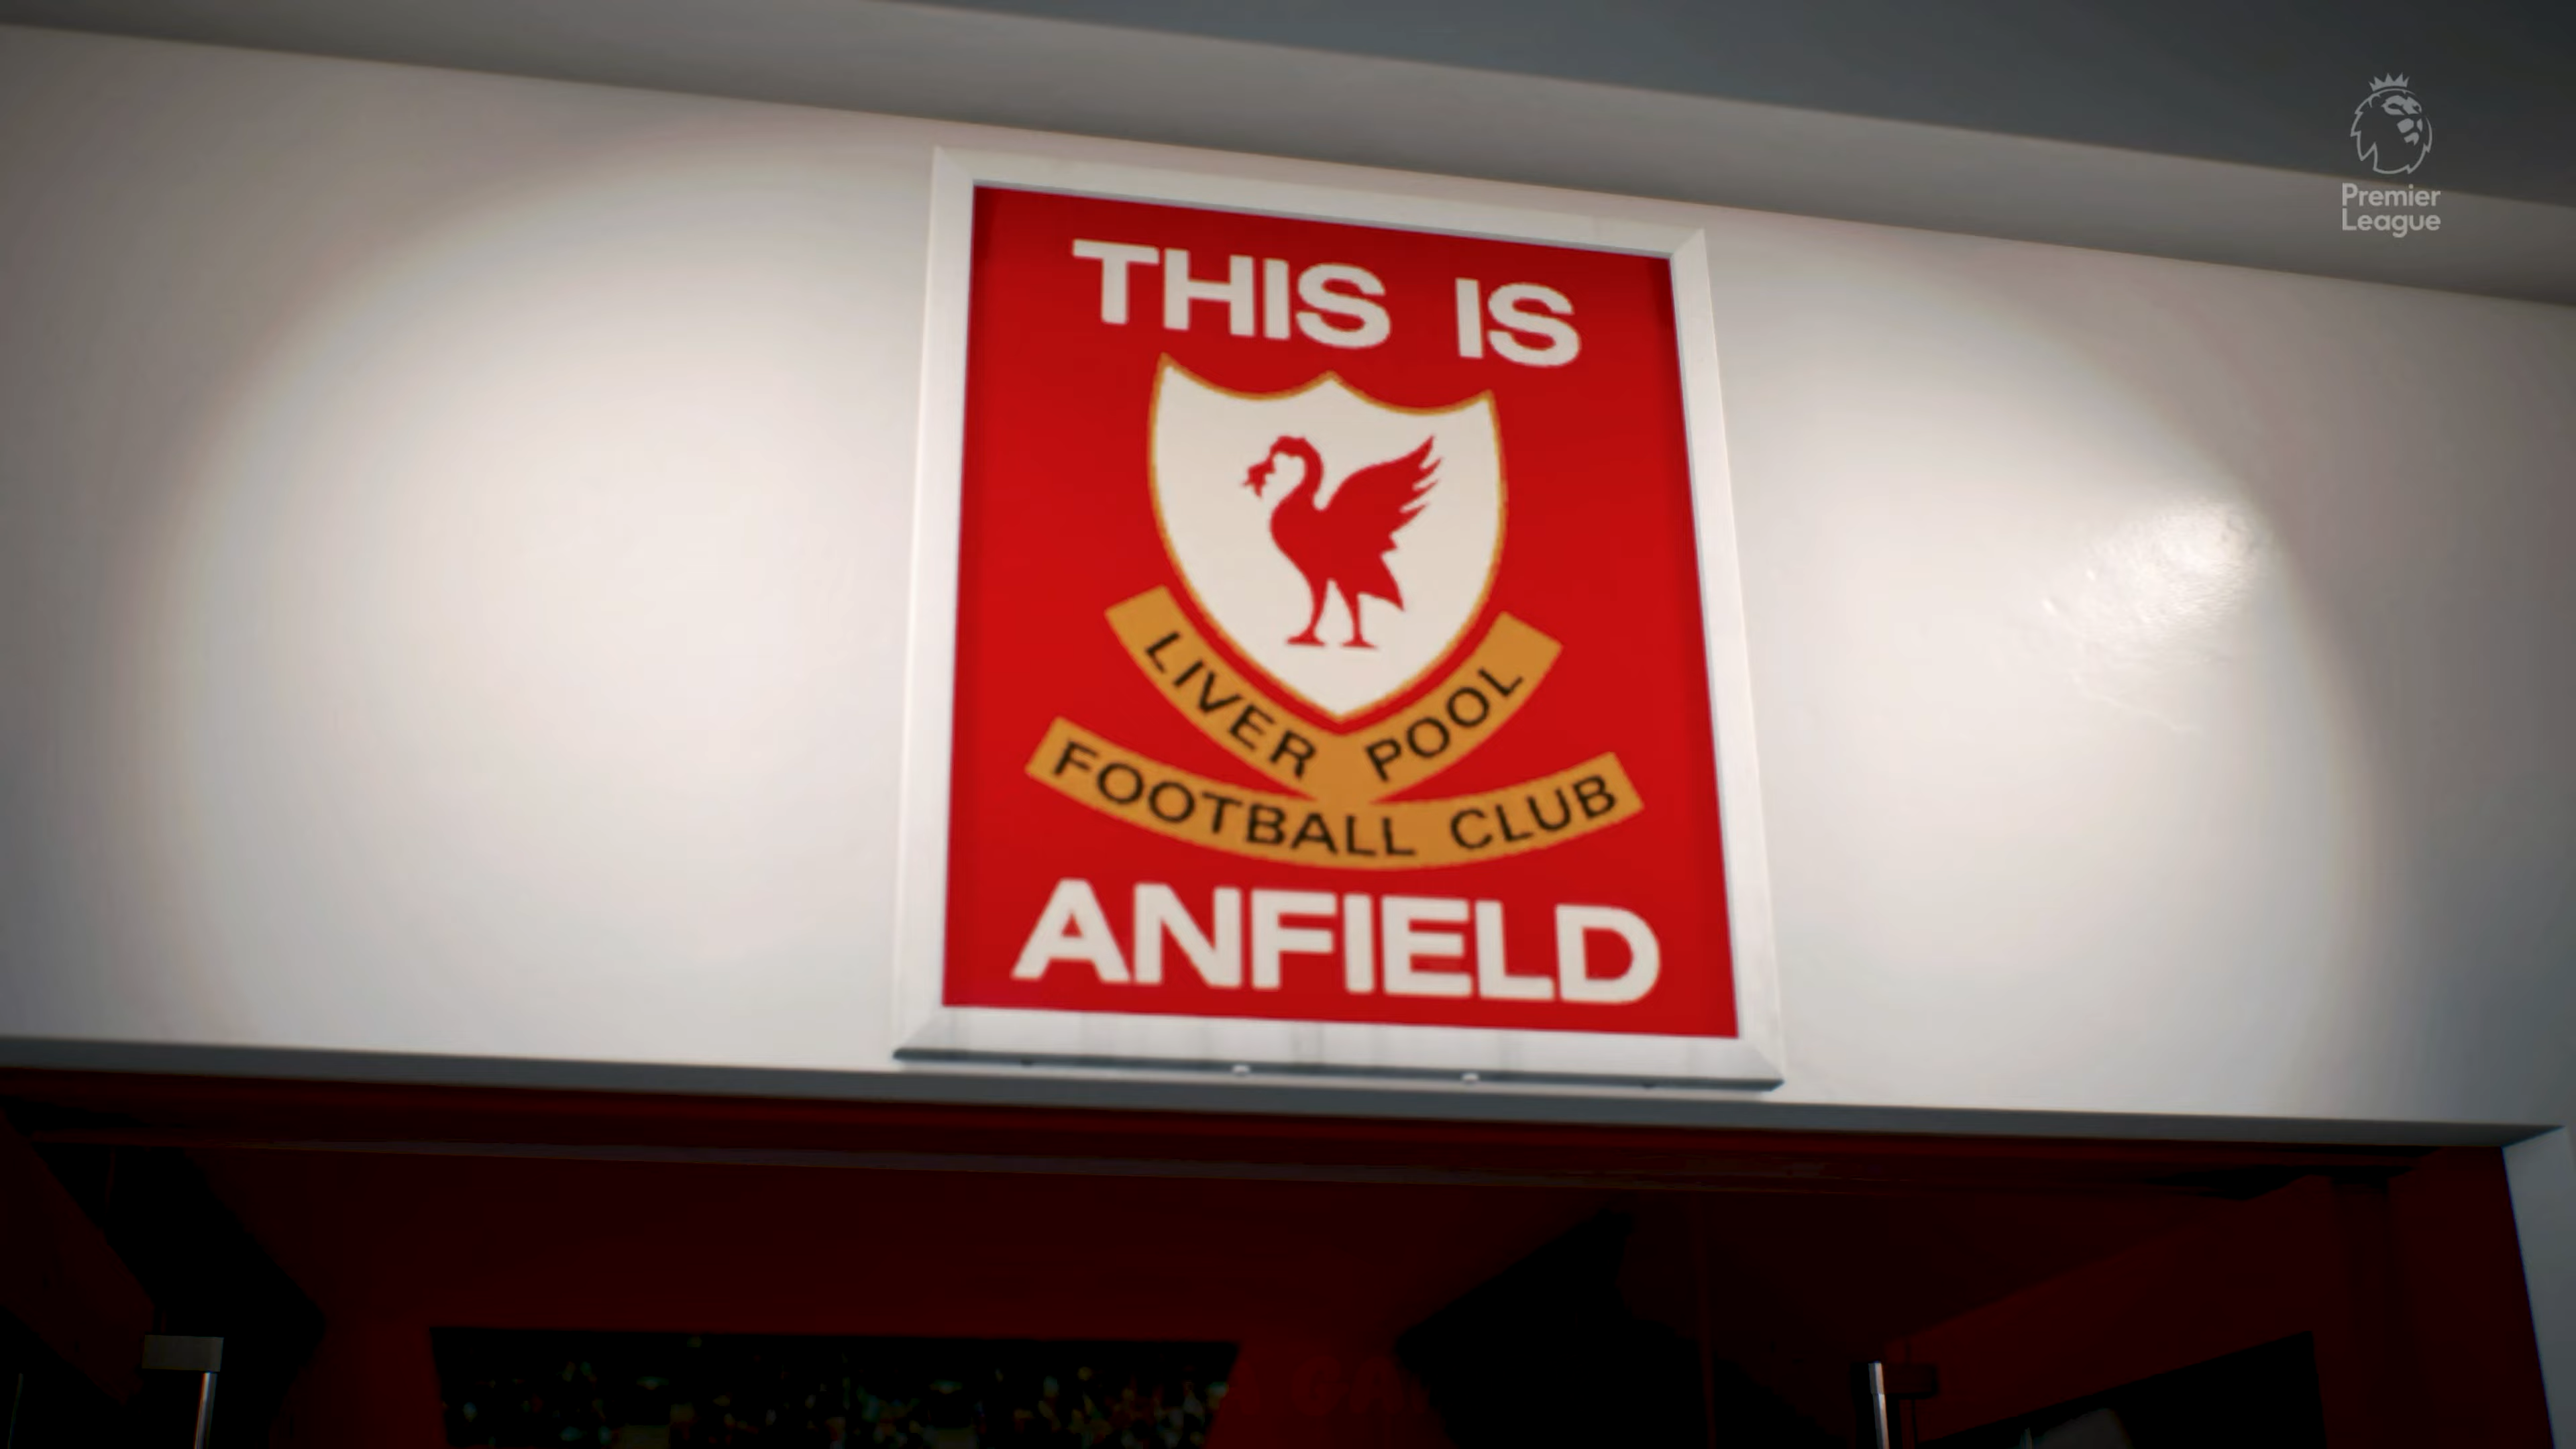 THIS IS
LIVER POOL
FOOTBALL CLUB
ANFIELD
Premier
League